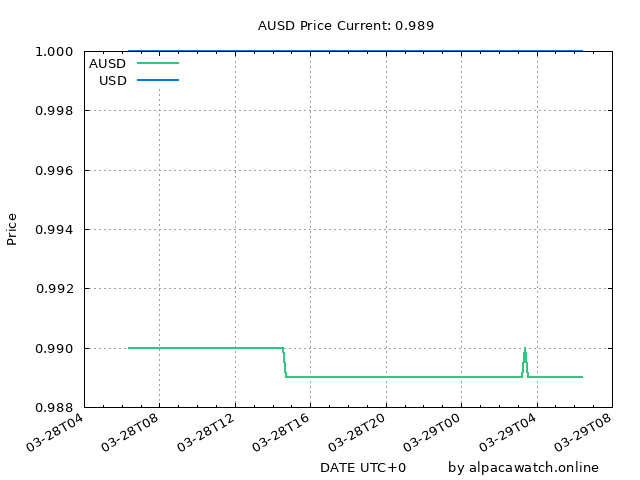 AUSD Price Current: 0.989
1.000
AUSD
USD
0.998
0.996
0.994
Price
0.992
0.990
0.988
03-28T04
03-28T08
03-28T12
03-28T16
03-28T20
03-29T00
03-29T04
03-29T08
DATE UTC+0
by alpacawatch.online